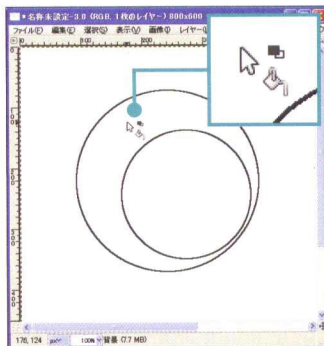 *名称未設定-3.0 (RGB, 1枚のレイヤー) 800x600
ファイル(F) 編集(E) 選択(S) 表示(V) 画像(I) レイヤー(L)
176, 124 px 100% 背景 (7.7 MB)